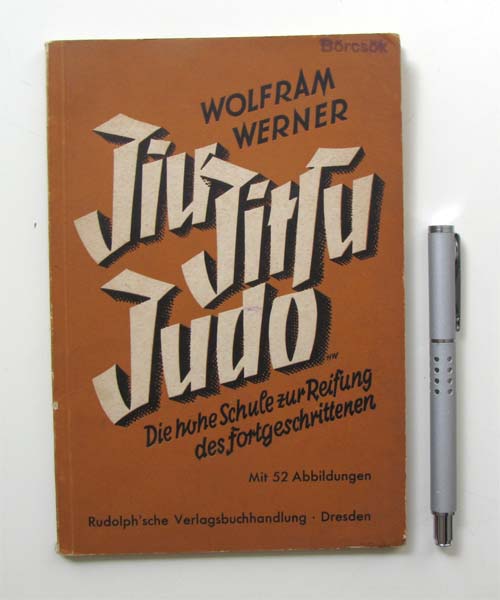 Börcsök
WOLFRAM
WERNER
Jiu
Jitſu
Judo
HW
Die hohe Schule zur Reifung
des Fortgeschrittenen
Mit 52 Abbildungen
Rudolph'sche Verlagsbuchhandlung · Dresden